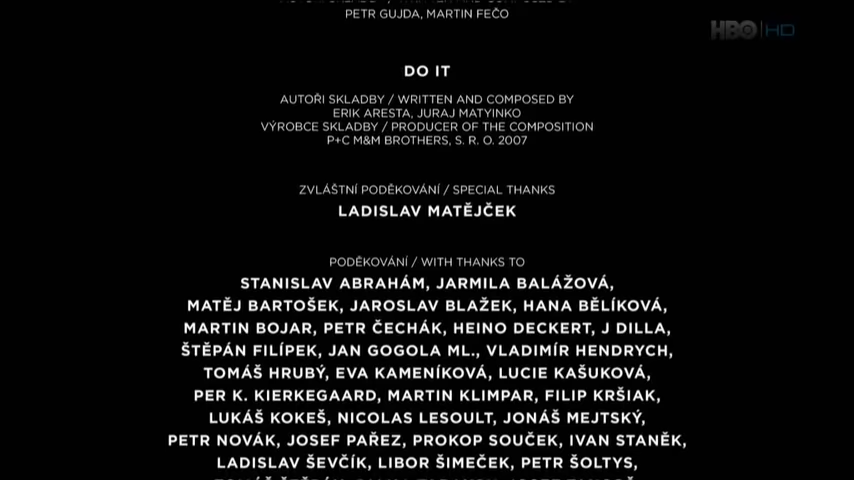 PETR GUJDA, MARTIN FEČO
HBO HD
DO IT
AUTOŘI SKLADBY / WRITTEN AND COMPOSED BY
ERIK ARESTA, JURAJ MATYINKO
VÝROBCE SKLADBY / PRODUCER OF THE COMPOSITION
P+C M&M BROTHERS, S. R. O. 2007
ZVLÁŠTNÍ PODĚKOVÁNÍ / SPECIAL THANKS
LADISLAV MATĚJČEK
PODĚKOVÁNÍ / WITH THANKS TO
STANISLAV ABRAHÁM, JARMILA BALÁŽOVÁ,
MATĚJ BARTOŠEK, JAROSLAV BLAŽEK, HANA BĚLÍKOVÁ,
MARTIN BOJAR, PETR ČECHÁK, HEINO DECKERT, J DILLA,
ŠTĚPÁN FILÍPEK, JAN GOGOLA ML., VLADIMÍR HENDRYCH,
TOMÁŠ HRUBÝ, EVA KAMENÍKOVÁ, LUCIE KAŠUKOVÁ,
PER K. KIERKEGAARD, MARTIN KLIMPAR, FILIP KRŠIAK,
LUKÁŠ KOKEŠ, NICOLAS LESOULT, JONÁŠ MEJTSKÝ,
PETR NOVÁK, JOSEF PAŘEZ, PROKOP SOUČEK, IVAN STANĚK,
LADISLAV ŠEVČÍK, LIBOR ŠIMEČEK, PETR ŠOLTYS,